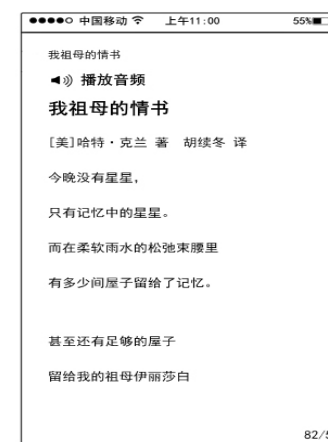 ●●●●○ 中国移动 上午11:00 55%
我祖母的情书
播放音频
我祖母的情书
[美]哈特·克兰 著 胡续冬 译
今晚没有星星，
只有记忆中的星星。
而在柔软雨水的松弛束腰里
有多少间屋子留给了记忆。
甚至还有足够的屋子
留给我的祖母伊丽莎白